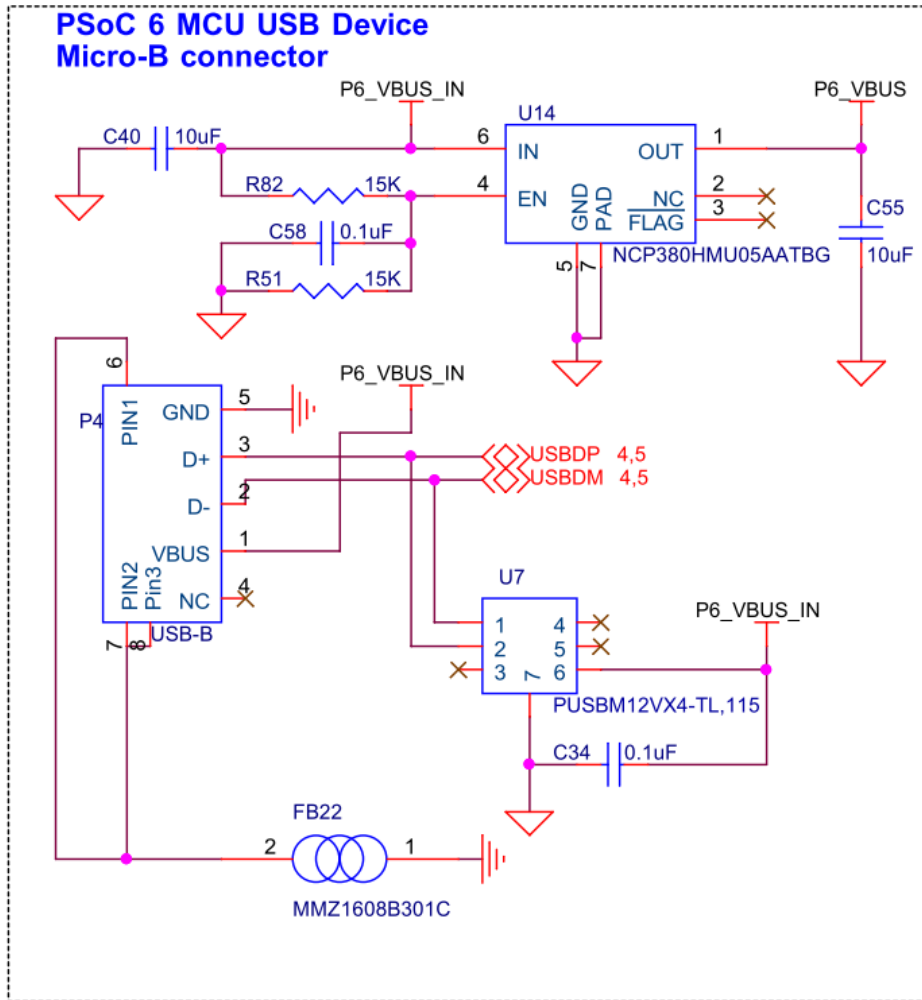 PSoC 6 MCU USB Device
Micro-B connector
P6_VBUS_IN
P6_VBUS
U14
C40
10uF
6
IN
OUT
1
R82
15K
4
EN
NC
2
FLAG
3
GND
PAD
C55
10uF
C58
0.1uF
NCP380HMU05AATBG
5
7
R51
15K
P6_VBUS_IN
6
P4
PIN1
GND
5
D+
3
USBDP 4,5
USBDM 4,5
D-
2
VBUS
1
PIN2
Pin3
NC
4
USB-B
7
8
U7
P6_VBUS_IN
1
4
2
5
3
7
6
PUSBM12VX4-TL,115
C34
0.1uF
FB22
2
1
MMZ1608B301C